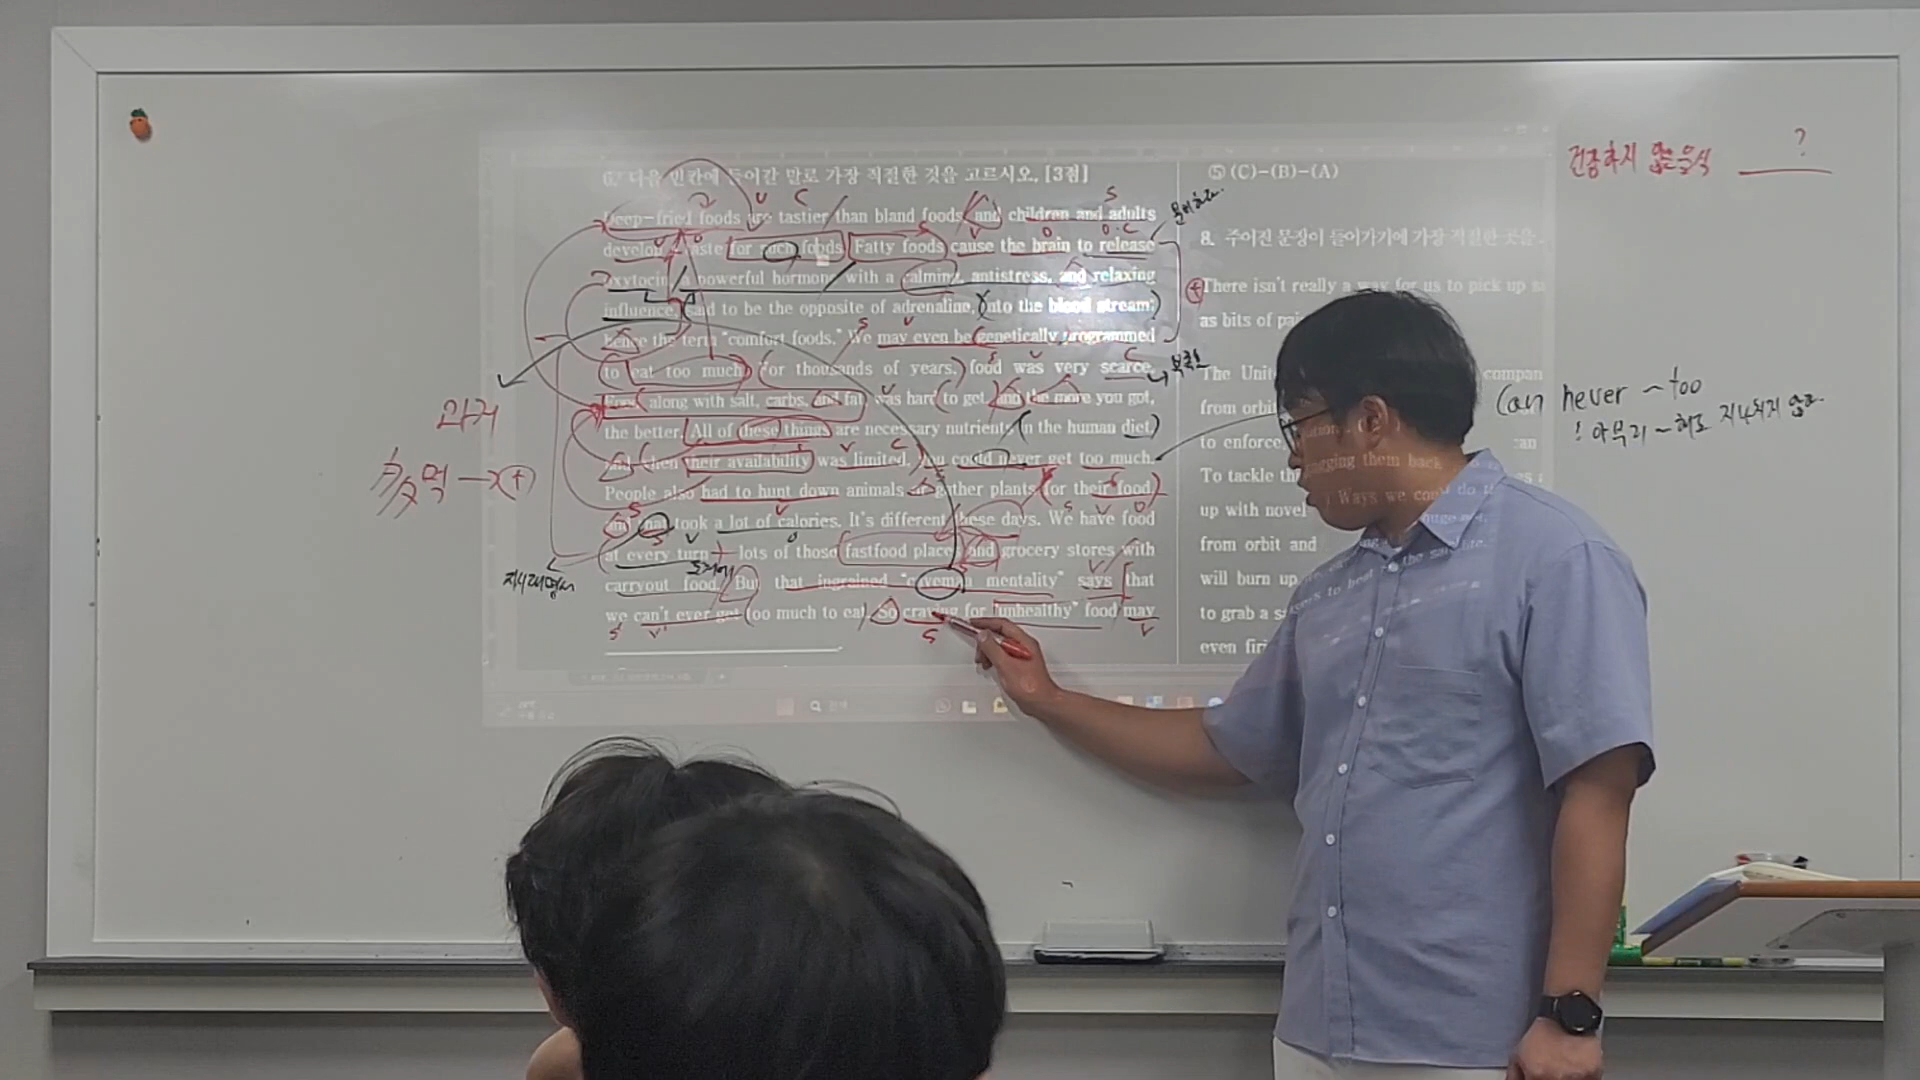 6. 다음 빈칸에 들어갈 말로 가장 적절한 것을 고르시오. [3점]
Deep-fried foods are tastier than bland foods, and children and adults
develop a taste for such foods. Fatty foods cause the brain to release
oxytocin, a powerful hormone with a calming, antistress, and relaxing
influence, said to be the opposite of adrenaline, into the blood stream;
hence the term "comfort foods." We may even be genetically programmed
to eat too much. For thousands of years, food was very scarce.
Food, along with salt, carbs, and fat, was hard to get, and the more you got,
the better. All of these things are necessary nutrients in the human diet,
and when their availability was limited, you could never get too much.
People also had to hunt down animals or gather plants for their food,
and that took a lot of calories. It's different these days. We have food
at every turn — lots of those fastfood places and grocery stores with
carryout food. But that ingrained "caveman mentality" says that
we can't ever get too much to eat. So craving for "unhealthy" food may
⑤ (C)-(B)-(A)
8. 주어진 문장이 들어가기에 가장 적절한 곳을
There isn't really a way for us to pick up
as bits of
The
compan
from orbit
to enforce,
gagging them back
To tackle
Ways we could do
up with novel
from orbit and
will burn up
to grab a
even
건강하지 않은 음식 ?
can never ~ too
: 아무리 ~해도 지나치지 않다
과거
S
V
C
O
O.C